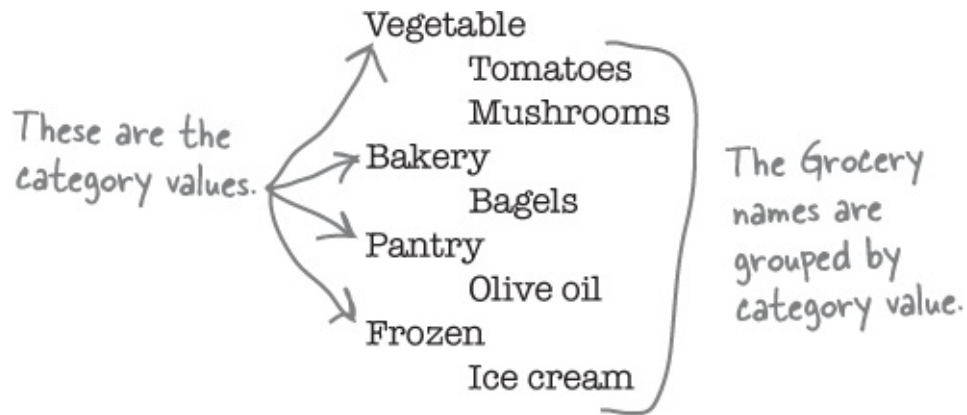 Vegetable
Tomatoes
Mushrooms
Bakery
Bagels
Pantry
Olive oil
Frozen
Ice cream
These are the
category values.
The Grocery
names are
grouped by
category value.